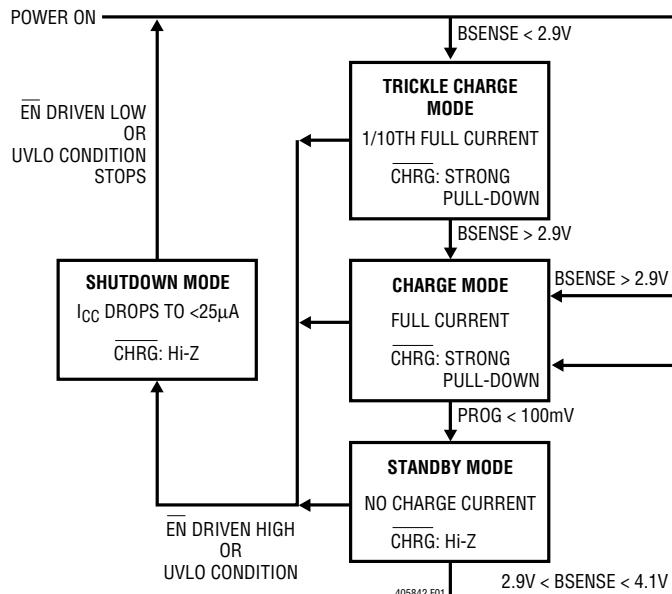 POWER ON
BSENSE < 2.9V
TRICKLE CHARGE
MODE
1/10TH FULL CURRENT
CHRG: STRONG
PULL-DOWN
EN DRIVEN LOW
OR
UVLO CONDITION
STOPS
BSENSE > 2.9V
SHUTDOWN MODE
ICC DROPS TO <25µA
CHRG: Hi-Z
CHARGE MODE
FULL CURRENT
CHRG: STRONG
PULL-DOWN
BSENSE > 2.9V
PROG < 100mV
STANDBY MODE
NO CHARGE CURRENT
CHRG: Hi-Z
EN DRIVEN HIGH
OR
UVLO CONDITION
2.9V < BSENSE < 4.1V
405842 F01